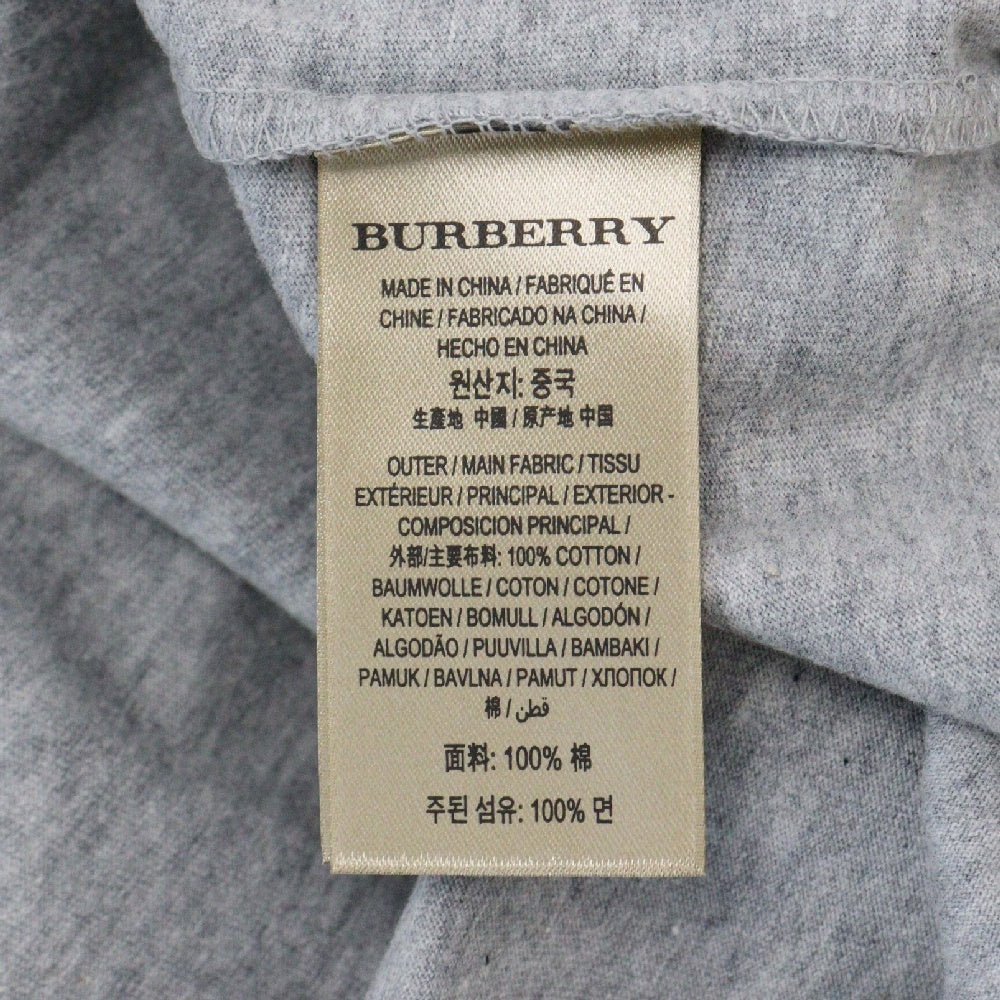 BURBERRY
MADE IN CHINA / FABRIQUÉ EN
CHINE / FABRICADO NA CHINA /
HECHO EN CHINA
원산지: 중국
生產地 中國 / 原产地 中国
OUTER / MAIN FABRIC / TISSU
EXTÉRIEUR / PRINCIPAL / EXTERIOR -
COMPOSICION PRINCIPAL /
外部/主要布料: 100% COTTON /
BAUMWOLLE / COTON / COTONE /
KATOEN / BOMULL / ALGODÓN /
ALGODÃO / PUUVILLA / BAMBAKI /
PAMUK / BAVLNA / PAMUT / ХЛОПОК /
棉 / قطن
面料: 100% 棉
주된 섬유: 100% 면